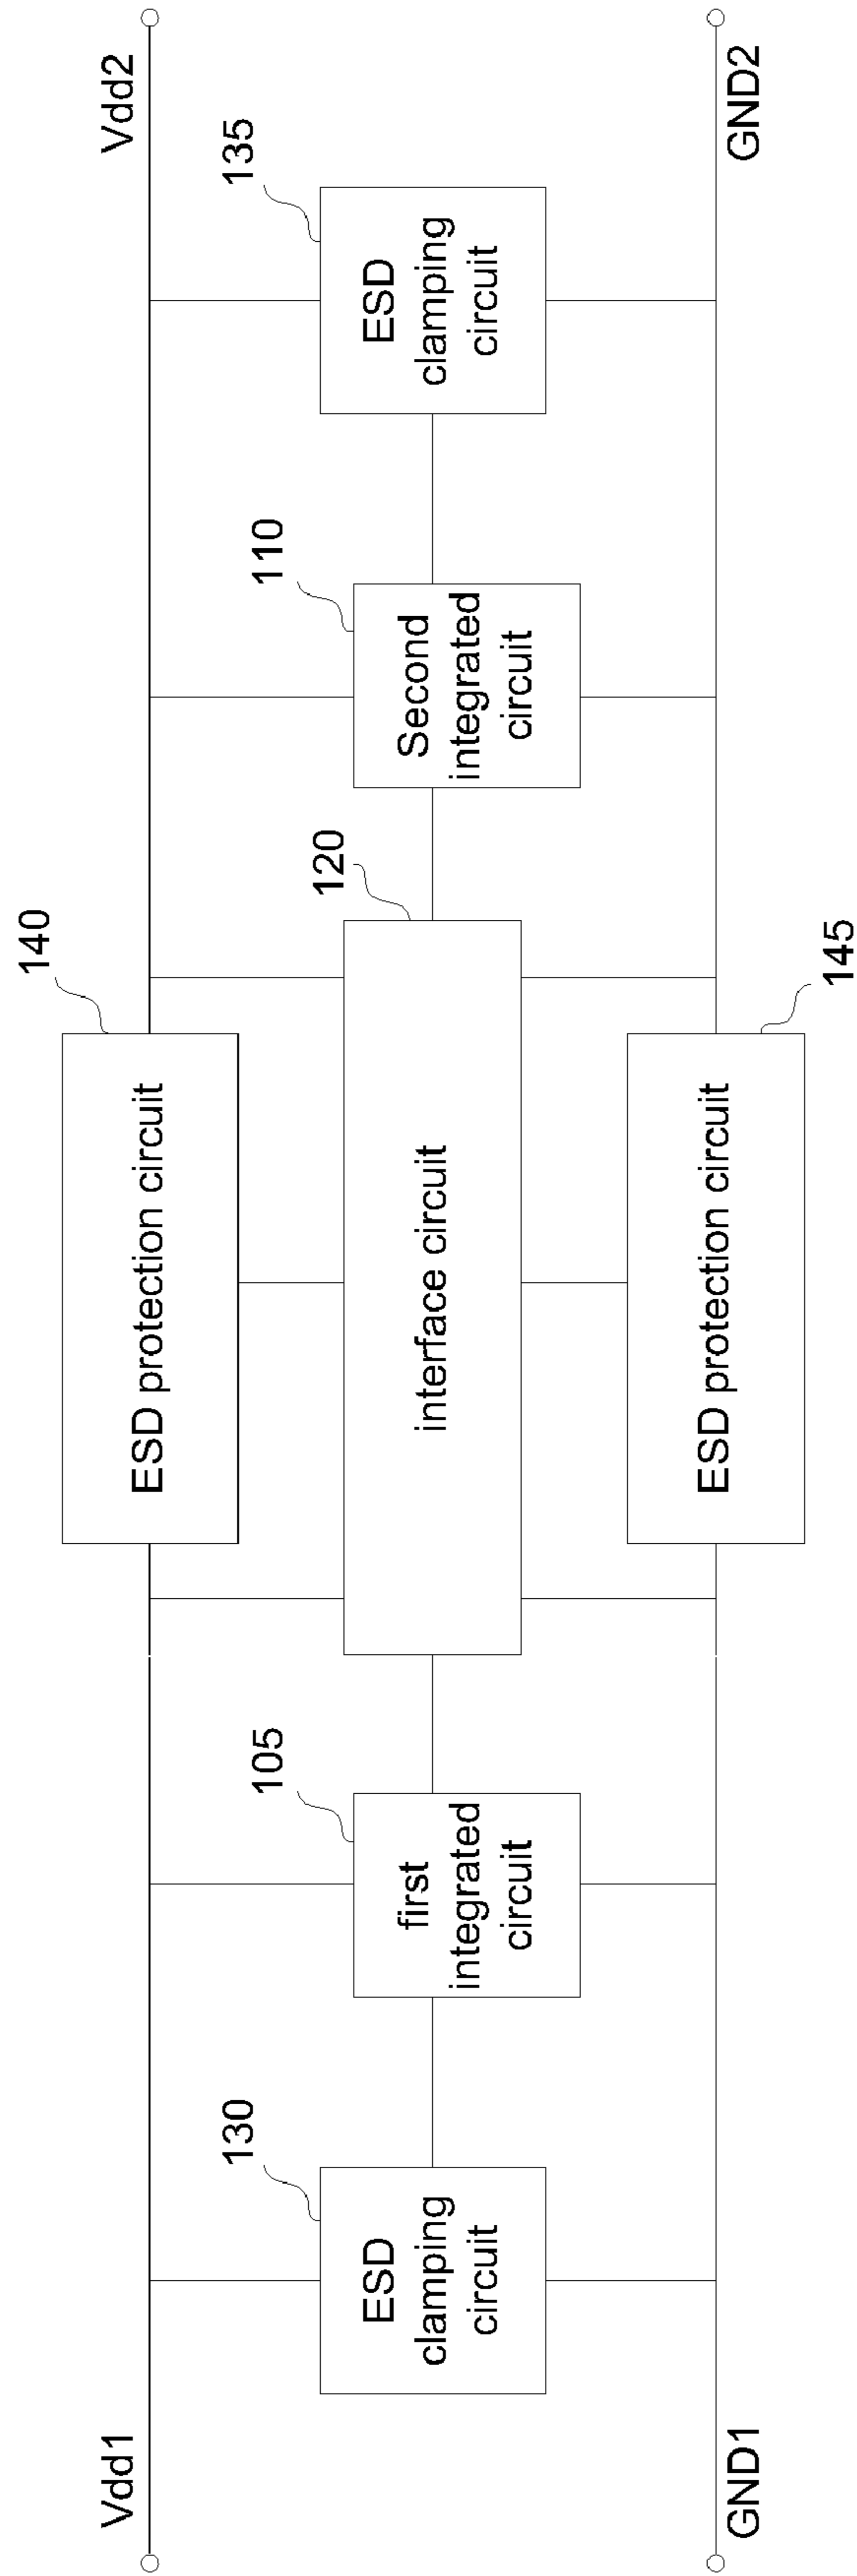 140
Vdd1
ESD protection circuit
Vdd2
130
105
120
110
135
ESD
clamping
circuit
first
integrated
circuit
interface circuit
Second
integrated
circuit
ESD
clamping
circuit
GND1
ESD protection circuit
GND2
145